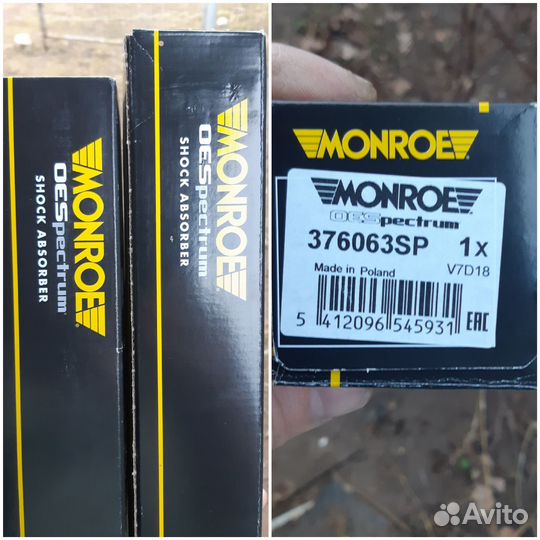 MONROE
OESpectrum
SHOCK ABSORBER
MONROE
OESpectrum
SHOCK ABSORBER
MONROE
MONROE
OESpectrum
376063SP 1x
Made in Poland V7D18
5 412096 545931 EAC
Avito